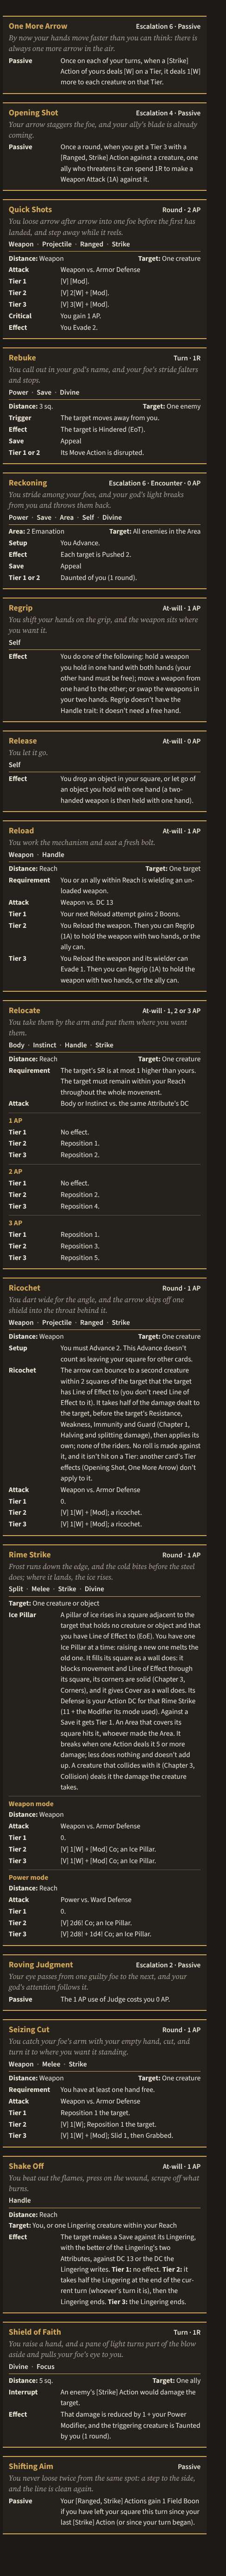 One More Arrow Escalation 6 · Passive
By now your hands move faster than you can think: there is
always one more arrow in the air.
Passive Once on each of your turns, when a [Strike]
Action of yours deals [W] on a Tier, it deals 1[W]
more to each creature on that Tier.
Opening Shot Escalation 4 · Passive
Your arrow staggers the foe, and your ally's blade is already
coming.
Passive Once a round, when you get a Tier 3 with a
[Ranged, Strike] Action against a creature, one
ally who threatens it can spend 1R to make a
Weapon Attack (1A) against it.
Quick Shots Round · 2 AP
You loose arrow after arrow into one foe before the first has
landed, and step away while it reels.
Weapon · Projectile · Ranged · Strike
Distance: Weapon Target: One creature
Attack Weapon vs. Armor Defense
Tier 1 [V] [Mod].
Tier 2 [V] 2[W] + [Mod].
Tier 3 [V] 3[W] + [Mod].
Critical You gain 1 AP.
Effect You Evade 2.
Rebuke Turn · 1R
You call out in your god's name, and your foe's stride falters
and stops.
Power · Save · Divine
Distance: 3 sq. Target: One enemy
Trigger The target moves away from you.
Effect The target is Hindered (EoT).
Save Appeal
Tier 1 or 2 Its Move Action is disrupted.
Reckoning Escalation 6 · Encounter · 0 AP
You stride among your foes, and your god's light breaks
from you and throws them back.
Power · Save · Area · Self · Divine
Area: 2 Emanation Target: All enemies in the Area
Setup You Advance.
Effect Each target is Pushed 2.
Save Appeal
Tier 1 or 2 Daunted of you (1 round).
Regrip At-will · 1 AP
You shift your hands on the grip, and the weapon sits where
you want it.
Self
Effect You do one of the following: hold a weapon
you hold in one hand with both hands (your
other hand must be free); move a weapon from
one hand to the other; or swap the weapons in
your two hands. Regrip doesn't have the
Handle trait: it doesn't need a free hand.
Release At-will · 0 AP
You let it go.
Self
Effect You drop an object in your square, or let go of
an object you hold with one hand (a two-
handed weapon is then held with one hand).
Reload At-will · 1 AP
You work the mechanism and seat a fresh bolt.
Weapon · Handle
Distance: Reach Target: One target
Requirement You or an ally within Reach is wielding an un-
loaded weapon.
Attack Weapon vs. DC 13
Tier 1 Your next Reload attempt gains 2 Boons.
Tier 2 You Reload the weapon. Then you can Regrip
(1A) to hold the weapon with two hands, or the
ally can.
Tier 3 You Reload the weapon and its wielder can
Evade 1. Then you can Regrip (1A) to hold the
weapon with two hands, or the ally can.
Relocate At-will · 1, 2 or 3 AP
You take them by the arm and put them where you want
them.
Body · Instinct · Handle · Strike
Distance: Reach Target: One creature
Requirement The target's SR is at most 1 higher than yours.
The target must remain within your Reach
throughout the whole movement.
Attack Body or Instinct vs. the same Attribute's DC
1 AP
Tier 1 No effect.
Tier 2 Reposition 1.
Tier 3 Reposition 2.
2 AP
Tier 1 No effect.
Tier 2 Reposition 2.
Tier 3 Reposition 4.
3 AP
Tier 1 Reposition 1.
Tier 2 Reposition 3.
Tier 3 Reposition 5.
Ricochet Round · 1 AP
You dart wide for the angle, and the arrow skips off one
shield into the throat behind it.
Weapon · Projectile · Ranged · Strike
Distance: Weapon Target: One creature
Setup You must Advance 2. This Advance doesn't
count as leaving your square for other cards.
Ricochet The arrow can bounce to a second creature
within 2 squares of the target that the target
has Line of Effect to (you don't need Line of
Effect to it). It takes half of the damage dealt to
the target, before the target's Resistance,
Weakness, Immunity and Guard (Chapter 1,
Halving and splitting damage), then applies its
own; none of the riders. No roll is made against
it, and it isn't hit on a Tier: another card's Tier
effects (Opening Shot, One More Arrow) don't
apply to it.
Attack Weapon vs. Armor Defense
Tier 1 0.
Tier 2 [V] 1[W] + [Mod]; a ricochet.
Tier 3 [V] 1[W] + [Mod]; a ricochet.
Rime Strike Round · 1 AP
Frost runs down the edge, and the cold bites before the steel
does; where it lands, the ice rises.
Split · Melee · Strike · Divine
Target: One creature or object
Ice Pillar A pillar of ice rises in a square adjacent to the
target that holds no creature or object and that
you have Line of Effect to (EoE). You have one
Ice Pillar at a time: raising a new one melts the
old one. It fills its square as a wall does: it
blocks movement and Line of Effect through
its square, its corners are solid (Chapter 3,
Corners), and it gives Cover as a wall does. Its
Defense is your Action DC for that Rime Strike
(11 + the Modifier its mode used). Against a
Save it gets Tier 1. An Area that covers its
square hits it, whoever made the Area. It
breaks when one Action deals it 5 or more
damage; less does nothing and doesn't add
up. A creature that collides with it (Chapter 3,
Collision) deals it the damage the creature
takes.
Weapon mode
Distance: Weapon
Attack Weapon vs. Armor Defense
Tier 1 0.
Tier 2 [V] 1[W] + [Mod] Co; an Ice Pillar.
Tier 3 [V] 1[W] + [Mod] Co; an Ice Pillar.
Power mode
Distance: Reach
Attack Power vs. Ward Defense
Tier 1 0.
Tier 2 [V] 2d6! Co; an Ice Pillar.
Tier 3 [V] 2d8! + 1d4! Co; an Ice Pillar.
Roving Judgment Escalation 2 · Passive
Your eye passes from one guilty foe to the next, and your
god's attention follows it.
Passive The 1 AP use of Judge costs you 0 AP.
Seizing Cut Round · 1 AP
You catch your foe's arm with your empty hand, cut, and
turn it to where you want it standing.
Weapon · Melee · Strike
Distance: Weapon Target: One creature
Requirement You have at least one hand free.
Attack Weapon vs. Armor Defense
Tier 1 Reposition 1 the target.
Tier 2 [V] 1[W]; Reposition 1 the target.
Tier 3 [V] 1[W] + [Mod]; Slid 1, then Grabbed.
Shake Off At-will · 1 AP
You beat out the flames, press on the wound, scrape off what
burns.
Handle
Distance: Reach
Target: You, or one Lingering creature within your Reach
Effect The target makes a Save against its Lingering,
with the better of the Lingering's two
Attributes, against DC 13 or the DC the
Lingering writes. Tier 1: no effect. Tier 2: it
takes half the Lingering at the end of the cur-
rent turn (whoever's turn it is), then the
Lingering ends. Tier 3: the Lingering ends.
Shield of Faith Turn · 1R
You raise a hand, and a pane of light turns part of the blow
aside and pulls your foe's eye to you.
Divine · Focus
Distance: 5 sq. Target: One ally
Interrupt An enemy's [Strike] Action would damage the
target.
Effect That damage is reduced by 1 + your Power
Modifier, and the triggering creature is Taunted
by you (1 round).
Shifting Aim Passive
You never loose twice from the same spot: a step to the side,
and the line is clean again.
Passive Your [Ranged, Strike] Actions gain 1 Field Boon
if you have left your square this turn since your
last [Strike] Action (or since your turn began).